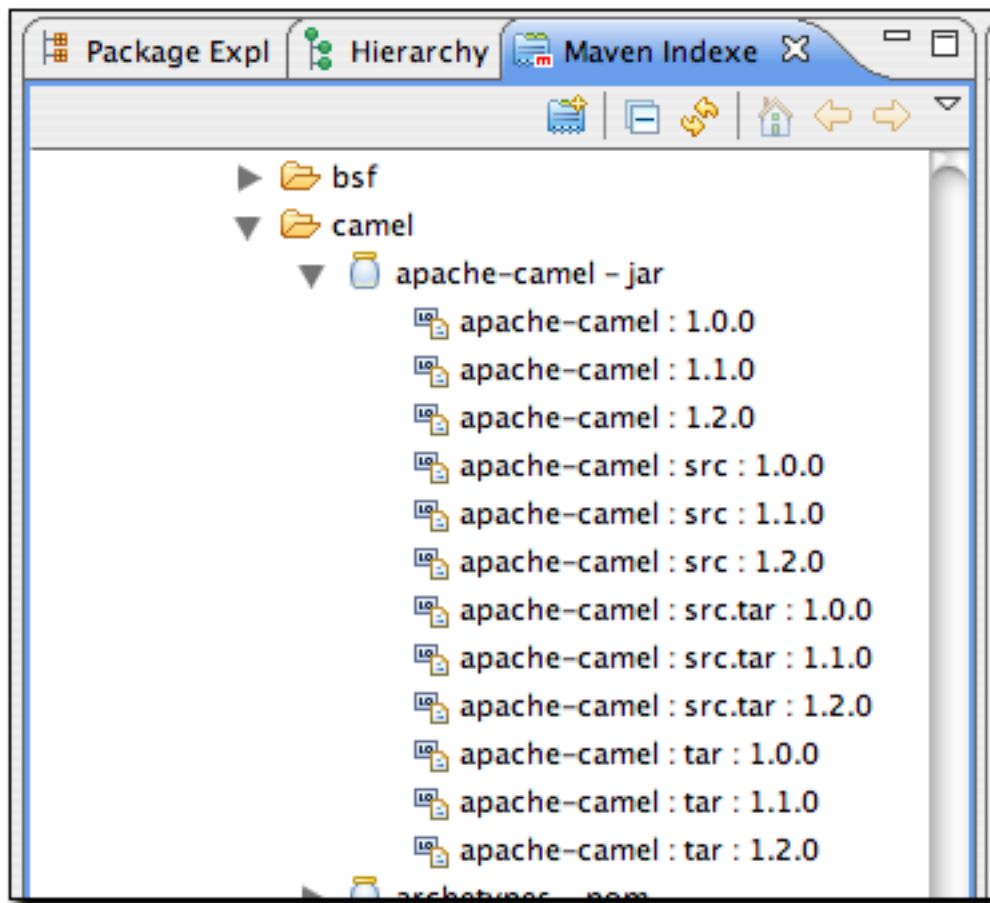 Package Expl Hierarchy Maven Indexe
bsf
camel
apache-camel – jar
apache-camel : 1.0.0
apache-camel : 1.1.0
apache-camel : 1.2.0
apache-camel : src : 1.0.0
apache-camel : src : 1.1.0
apache-camel : src : 1.2.0
apache-camel : src.tar : 1.0.0
apache-camel : src.tar : 1.1.0
apache-camel : src.tar : 1.2.0
apache-camel : tar : 1.0.0
apache-camel : tar : 1.1.0
apache-camel : tar : 1.2.0
archetypes – pom